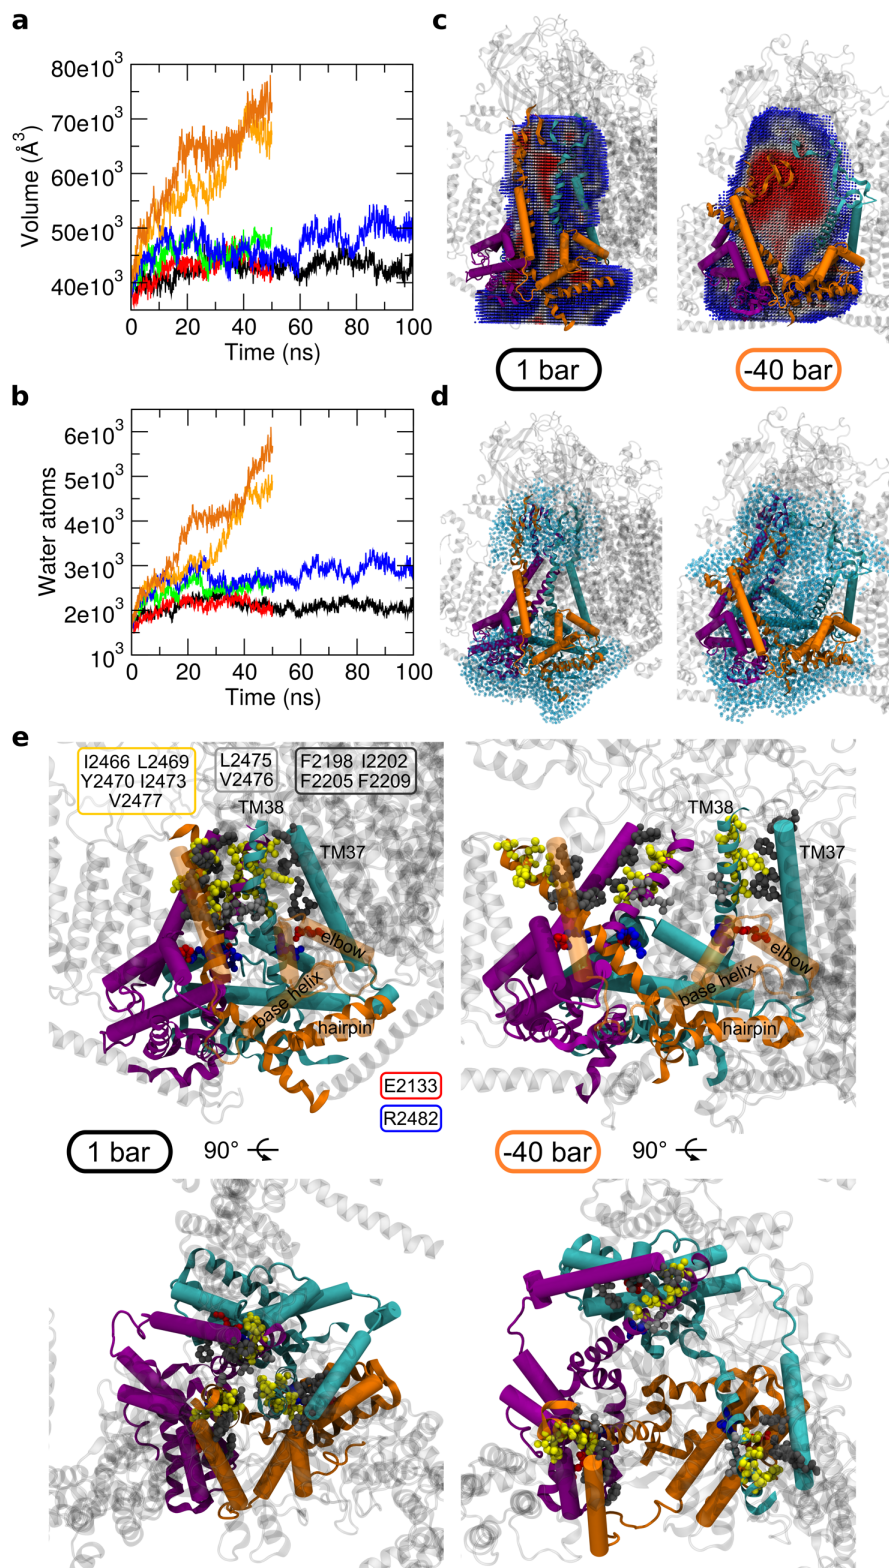 a
Volume (Å³)
80e10³
70e10³
60e10³
50e10³
40e10³
0 20 40 60 80 100
Time (ns)
b
Water atoms
6e10³
5e10³
4e10³
3e10³
2e10³
10³
0 20 40 60 80 100
Time (ns)
c
1 bar
-40 bar
d
e
I2466 L2469
Y2470 I2473
V2477
L2475
V2476
F2198 I2202
F2205 F2209
TM38
TM37
elbow
base helix
hairpin
E2133
R2482
TM38
TM37
elbow
base helix
hairpin
1 bar
90°
-40 bar
90°